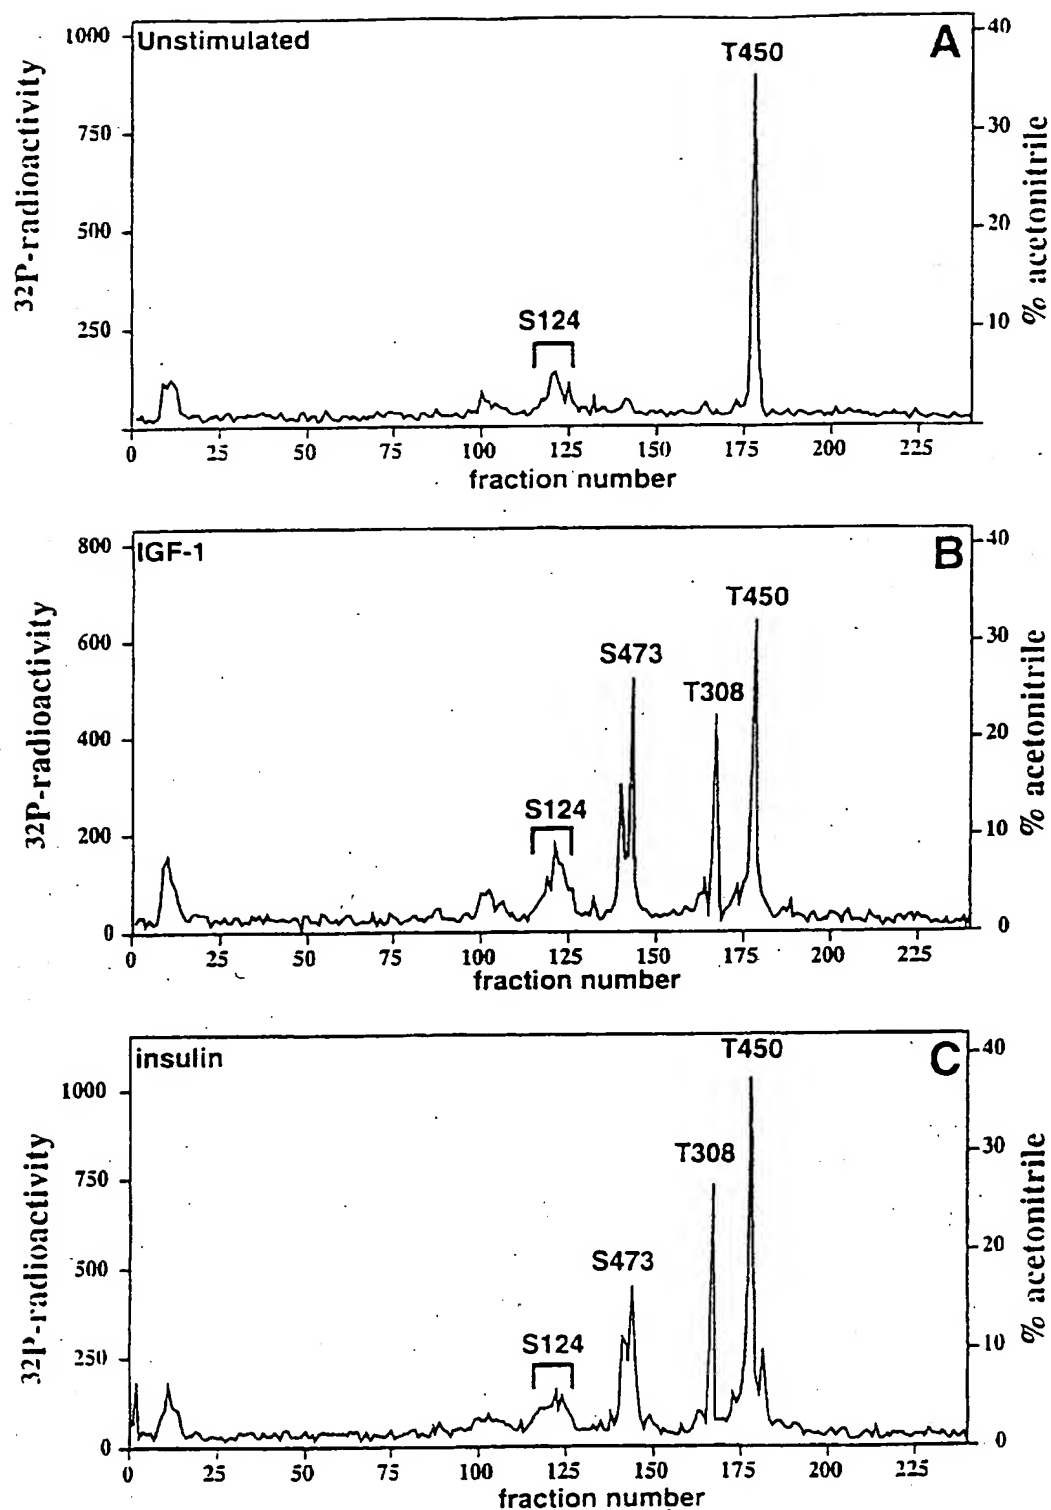 Unstimulated
A
T450
S124
1000
750
500
250
40
30
20
10
32P-radioactivity
% acetonitrile
0 25 50 75 100 125 150 175 200 225
fraction number
IGF-1
B
T450
S473
T308
S124
800
600
400
200
0
40
30
20
10
0
32P-radioactivity
% acetonitrile
0 25 50 75 100 125 150 175 200 225
fraction number
insulin
C
T450
T308
S473
S124
1000
750
500
250
0
40
30
20
10
0
32P-radioactivity
% acetonitrile
0 25 50 75 100 125 150 175 200 225
fraction number